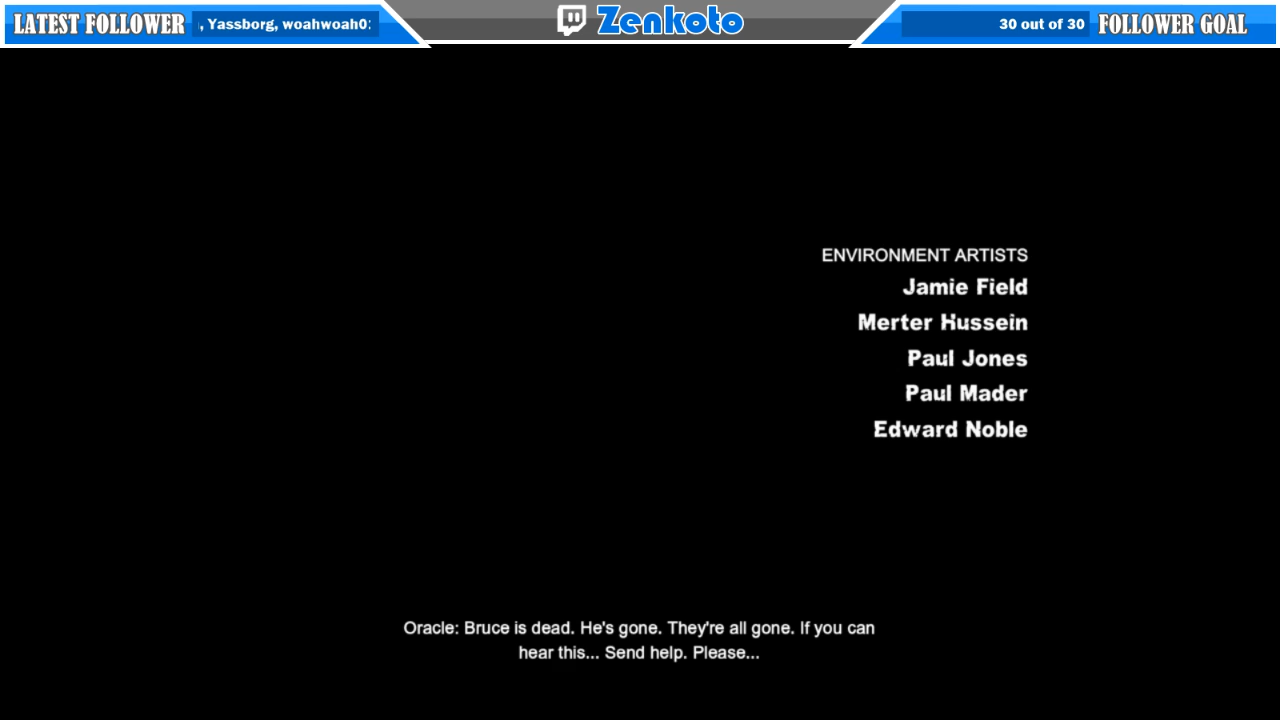 LATEST FOLLOWER , Yassborg, woahwoah0: Zenkoto 30 out of 30 FOLLOWER GOAL
ENVIRONMENT ARTISTS
Jamie Field
Merter Hussein
Paul Jones
Paul Mader
Edward Noble
Oracle: Bruce is dead. He's gone. They're all gone. If you can
hear this... Send help. Please...